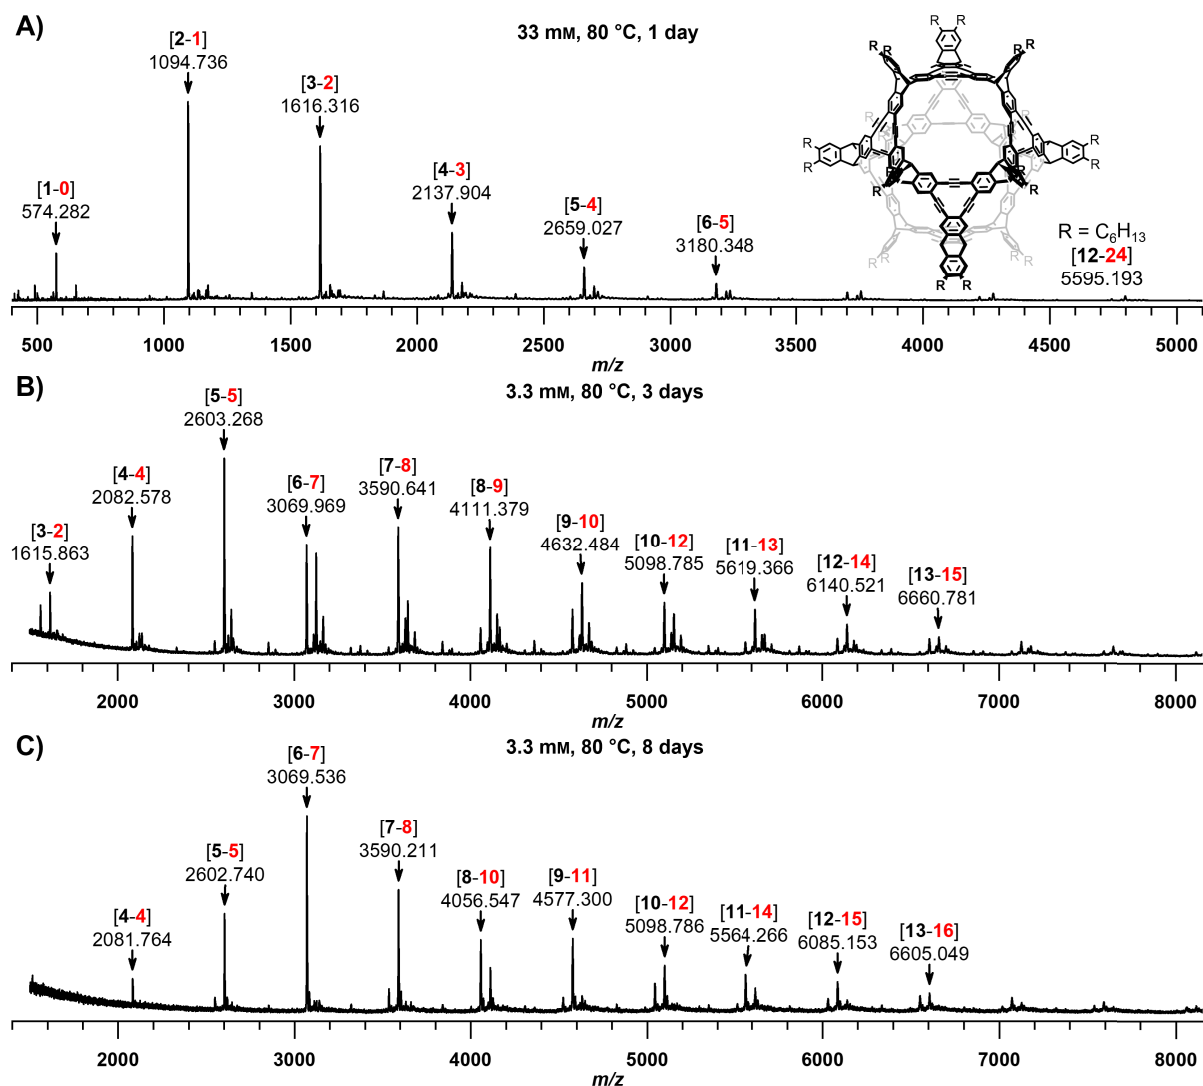 A)
33 mM, 80 °C, 1 day
[1-0]
574.282
[2-1]
1094.736
[3-2]
1616.316
[4-3]
2137.904
[5-4]
2659.027
[6-5]
3180.348
R R
R R R R
R R
R R R R
R R
R R
R R
R R
R R
R = C6H13
[12-24]
5595.193
500 1000 1500 2000 2500 3000 3500 4000 4500 5000
m/z
B)
3.3 mM, 80 °C, 3 days
[3-2]
1615.863
[4-4]
2082.578
[5-5]
2603.268
[6-7]
3069.969
[7-8]
3590.641
[8-9]
4111.379
[9-10]
4632.484
[10-12]
5098.785
[11-13]
5619.366
[12-14]
6140.521
[13-15]
6660.781
2000 3000 4000 5000 6000 7000 8000
m/z
C)
3.3 mM, 80 °C, 8 days
[4-4]
2081.764
[5-5]
2602.740
[6-7]
3069.536
[7-8]
3590.211
[8-10]
4056.547
[9-11]
4577.300
[10-12]
5098.786
[11-14]
5564.266
[12-15]
6085.153
[13-16]
6605.049
2000 3000 4000 5000 6000 7000 8000
m/z